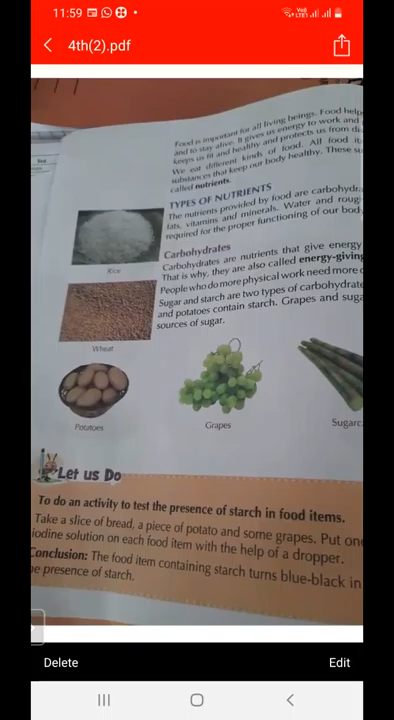 11:59
Vo)) LTE1
4th(2).pdf
Food is important for all living beings. Food help
and to stay alive. It gives us energy to work and
keeps us fit and healthy and protects us from di
We eat different kinds of food. All food it
substances that keep our body healthy. These su
called nutrients.
TYPES OF NUTRIENTS
The nutrients provided by food are carbohydra
fats, vitamins and minerals. Water and roug
required for the proper functioning of our bod
Carbohydrates
Carbohydrates are nutrients that give energy
That is why, they are also called energy-giving
People who do more physical work need more c
Sugar and starch are two types of carbohydrate
and potatoes contain starch. Grapes and suga
sources of sugar.
Rice
Wheat
Potatoes
Grapes
Sugarc
Let us Do
To do an activity to test the presence of starch in food items.
Take a slice of bread, a piece of potato and some grapes. Put one
iodine solution on each food item with the help of a dropper.
Conclusion: The food item containing starch turns blue-black in
he presence of starch.
Delete
Edit